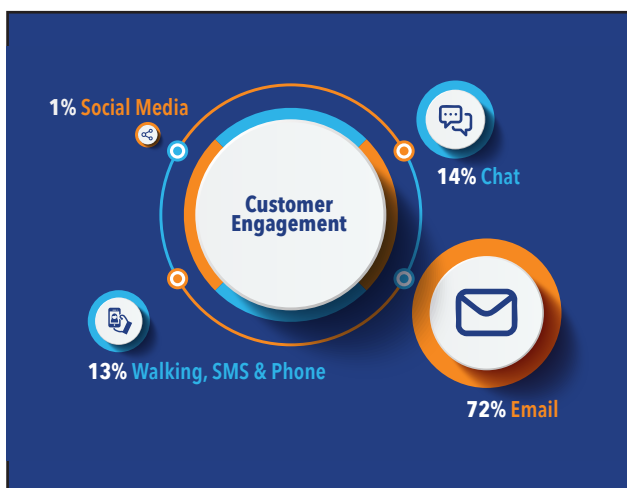 1% Social Media
14% Chat
Customer
Engagement
13% Walking, SMS & Phone
72% Email